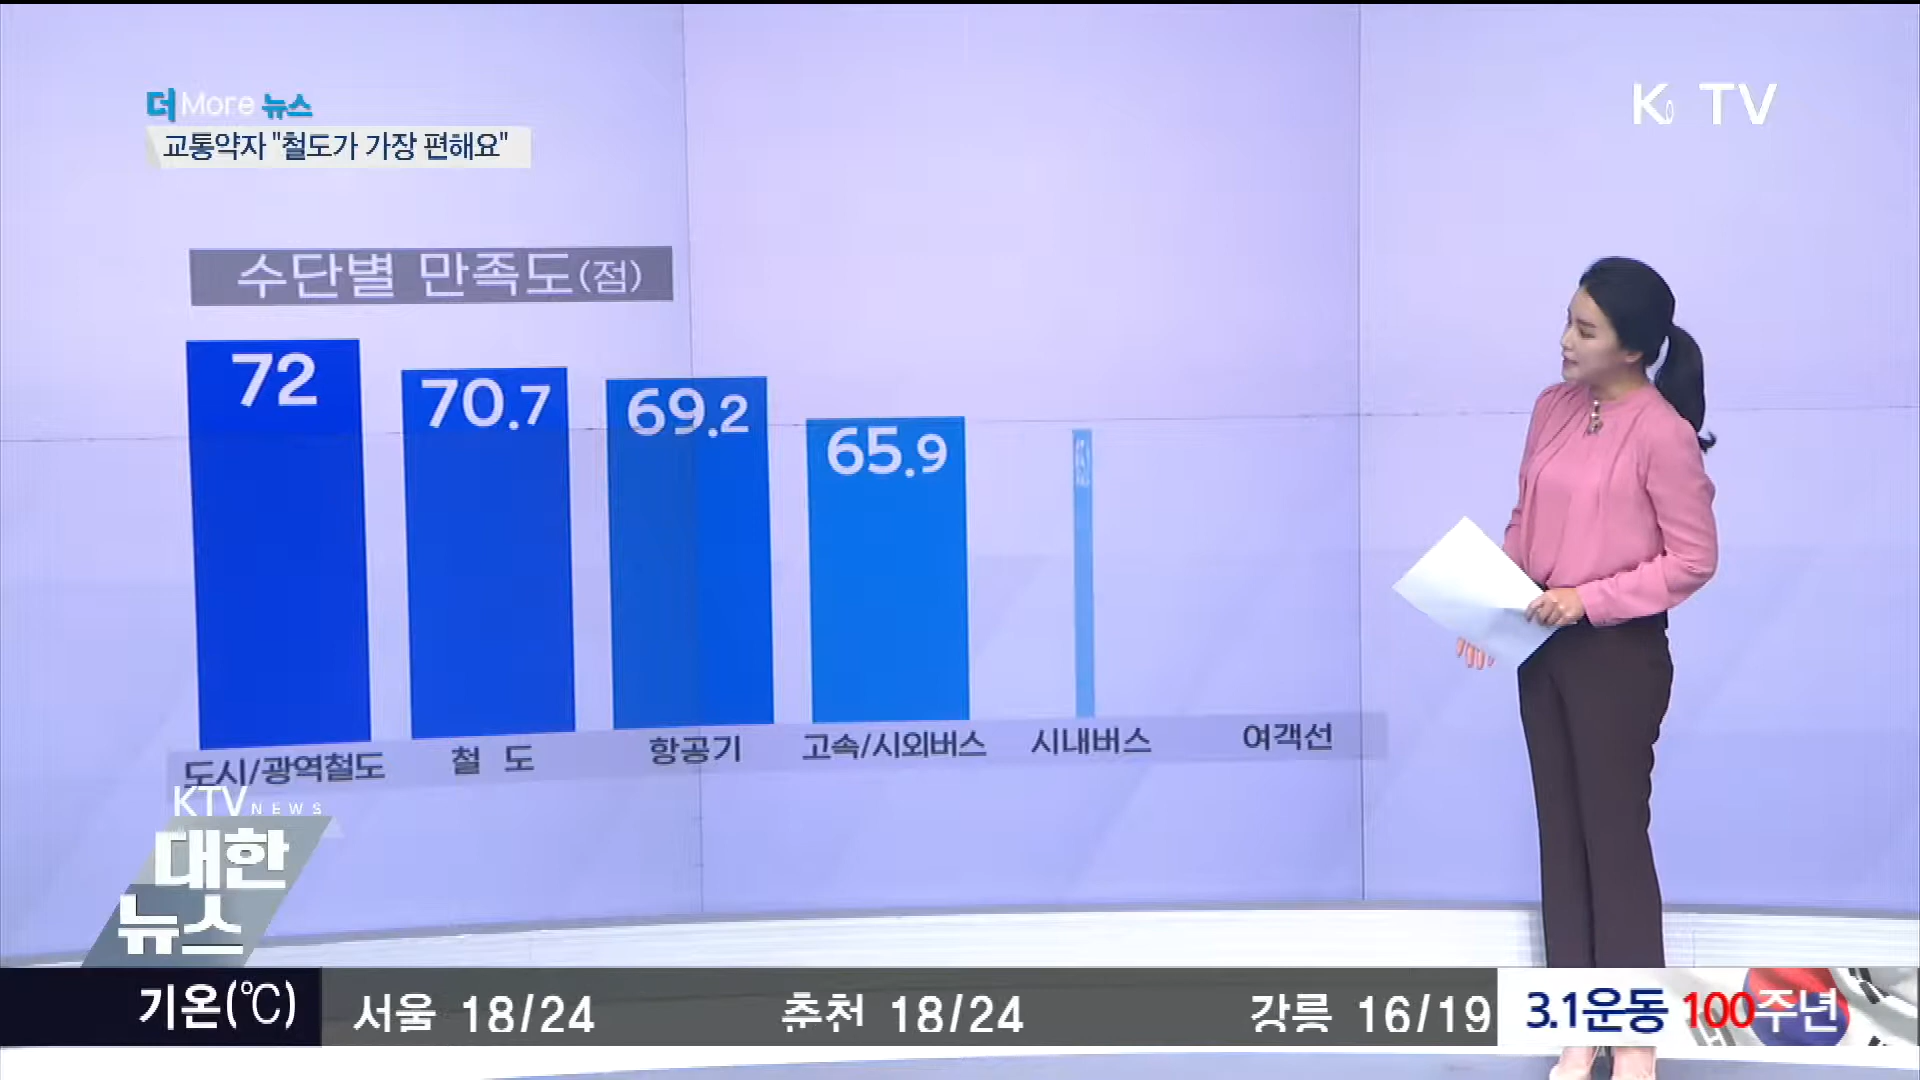 더 More 뉴스
K TV
교통약자 "철도가 가장 편해요"
수단별 만족도(점)
72
70.7
69.2
65.9
도시/광역철도
철 도
항공기
고속/시외버스
시내버스
여객선
KTV NEWS
대한
뉴스
기온(℃) 서울 18/24 춘천 18/24 강릉 16/19
3.1운동 100주년